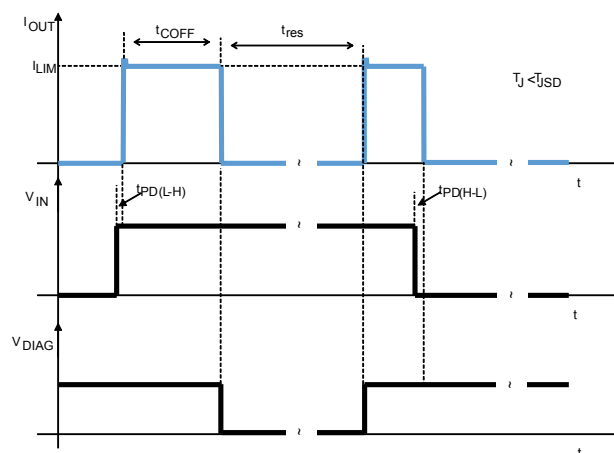 IOUT
tCOFF
tres
ILIM
TJ <TJSD
~
~
t
VIN
tPD(L-H)
tPD(H-L)
~
~
t
VDIAG
~
~
t